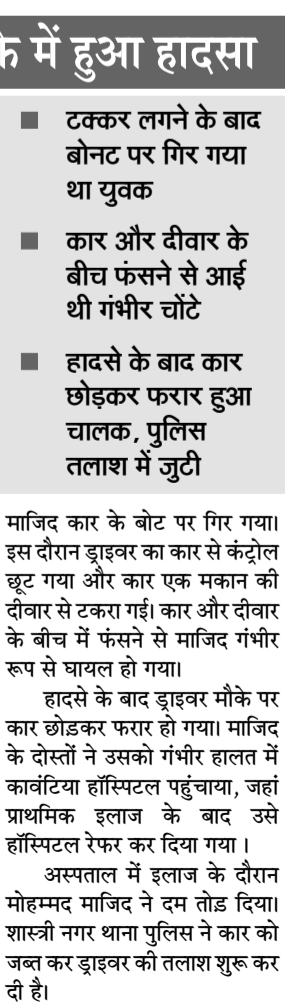 के में हुआ हादसा
टक्कर लगने के बाद
बोनट पर गिर गया
था युवक
कार और दीवार के
बीच फंसने से आई
थी गंभीर चोंटे
हादसे के बाद कार
छोड़कर फरार हुआ
चालक, पुलिस
तलाश में जुटी
माजिद कार के बोट पर गिर गया।
इस दौरान ड्राइवर का कार से कंट्रोल
छूट गया और कार एक मकान की
दीवार से टकरा गई। कार और दीवार
के बीच में फंसने से माजिद गंभीर
रूप से घायल हो गया।
हादसे के बाद ड्राइवर मौके पर
कार छोड़कर फरार हो गया। माजिद
के दोस्तों ने उसको गंभीर हालत में
कावंटिया हॉस्पिटल पहुंचाया, जहां
प्राथमिक इलाज के बाद उसे
हॉस्पिटल रेफर कर दिया गया ।
अस्पताल में इलाज के दौरान
मोहम्मद माजिद ने दम तोड़ दिया।
शास्त्री नगर थाना पुलिस ने कार को
जब्त कर ड्राइवर की तलाश शुरू कर
दी है।